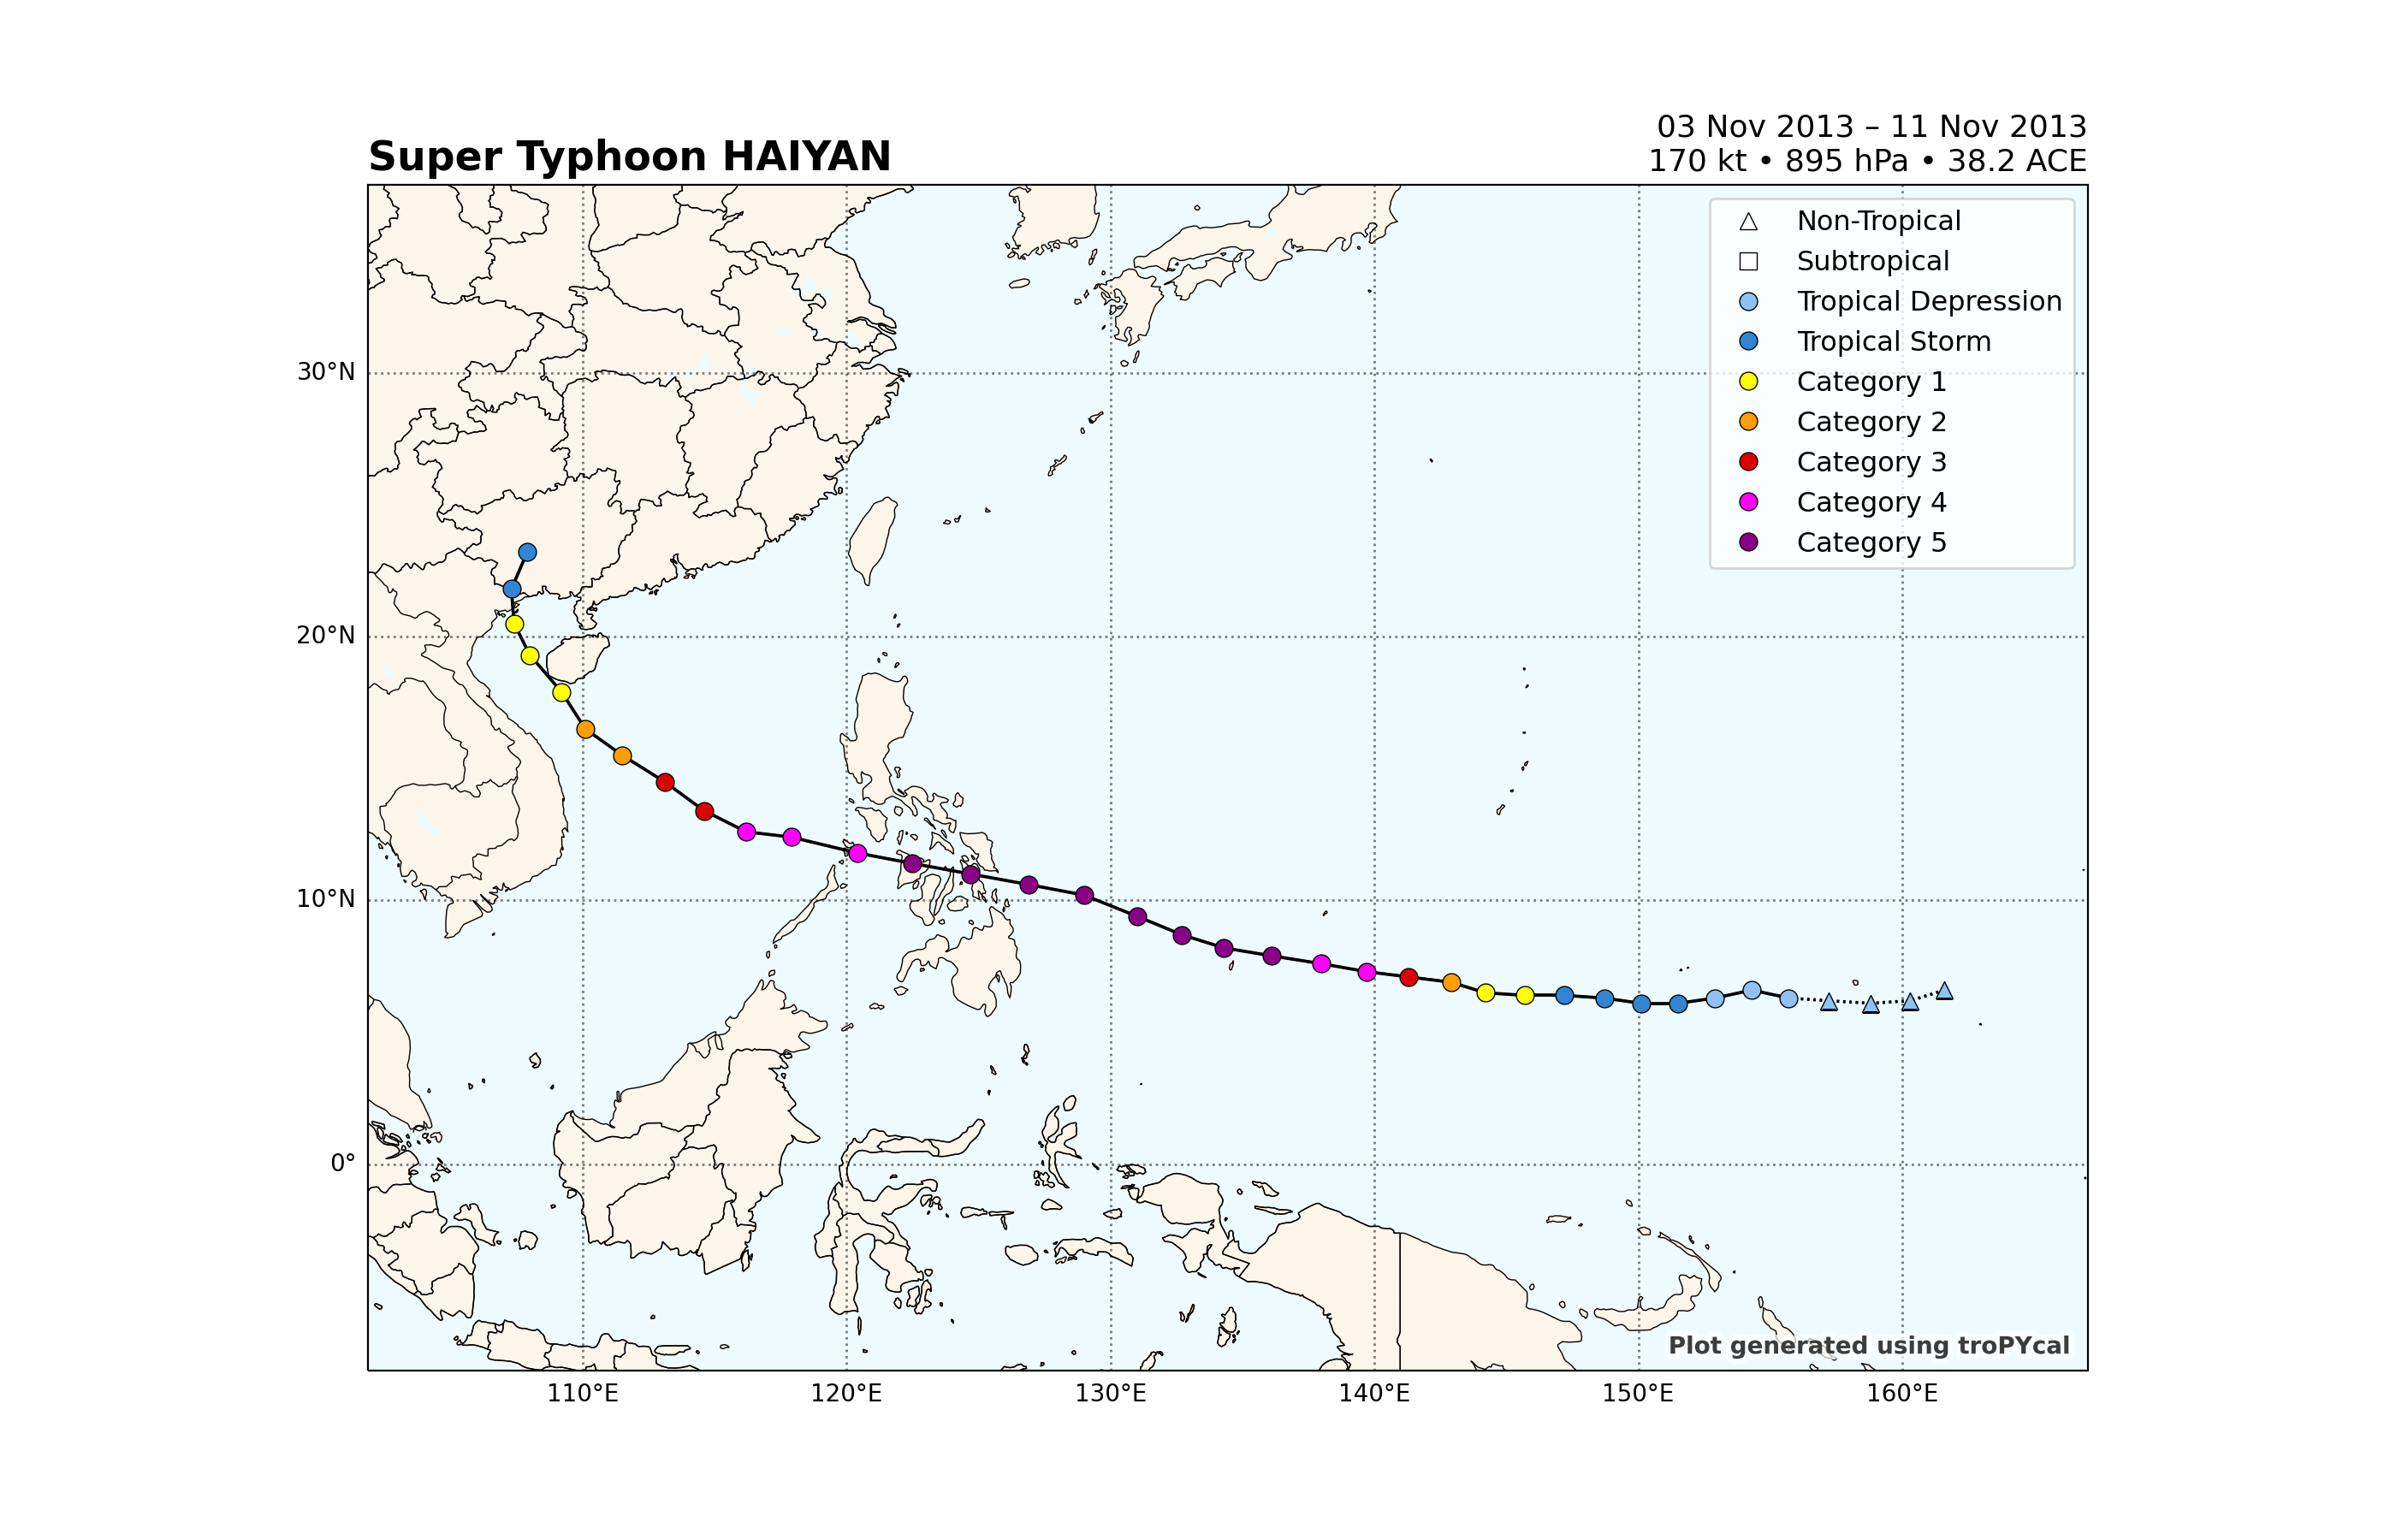 Super Typhoon HAIYAN
03 Nov 2013 – 11 Nov 2013
170 kt • 895 hPa • 38.2 ACE
Non-Tropical
Subtropical
Tropical Depression
Tropical Storm
Category 1
Category 2
Category 3
Category 4
Category 5
30°N
20°N
10°N
0°
Plot generated using troPYcal
110°E 120°E 130°E 140°E 150°E 160°E